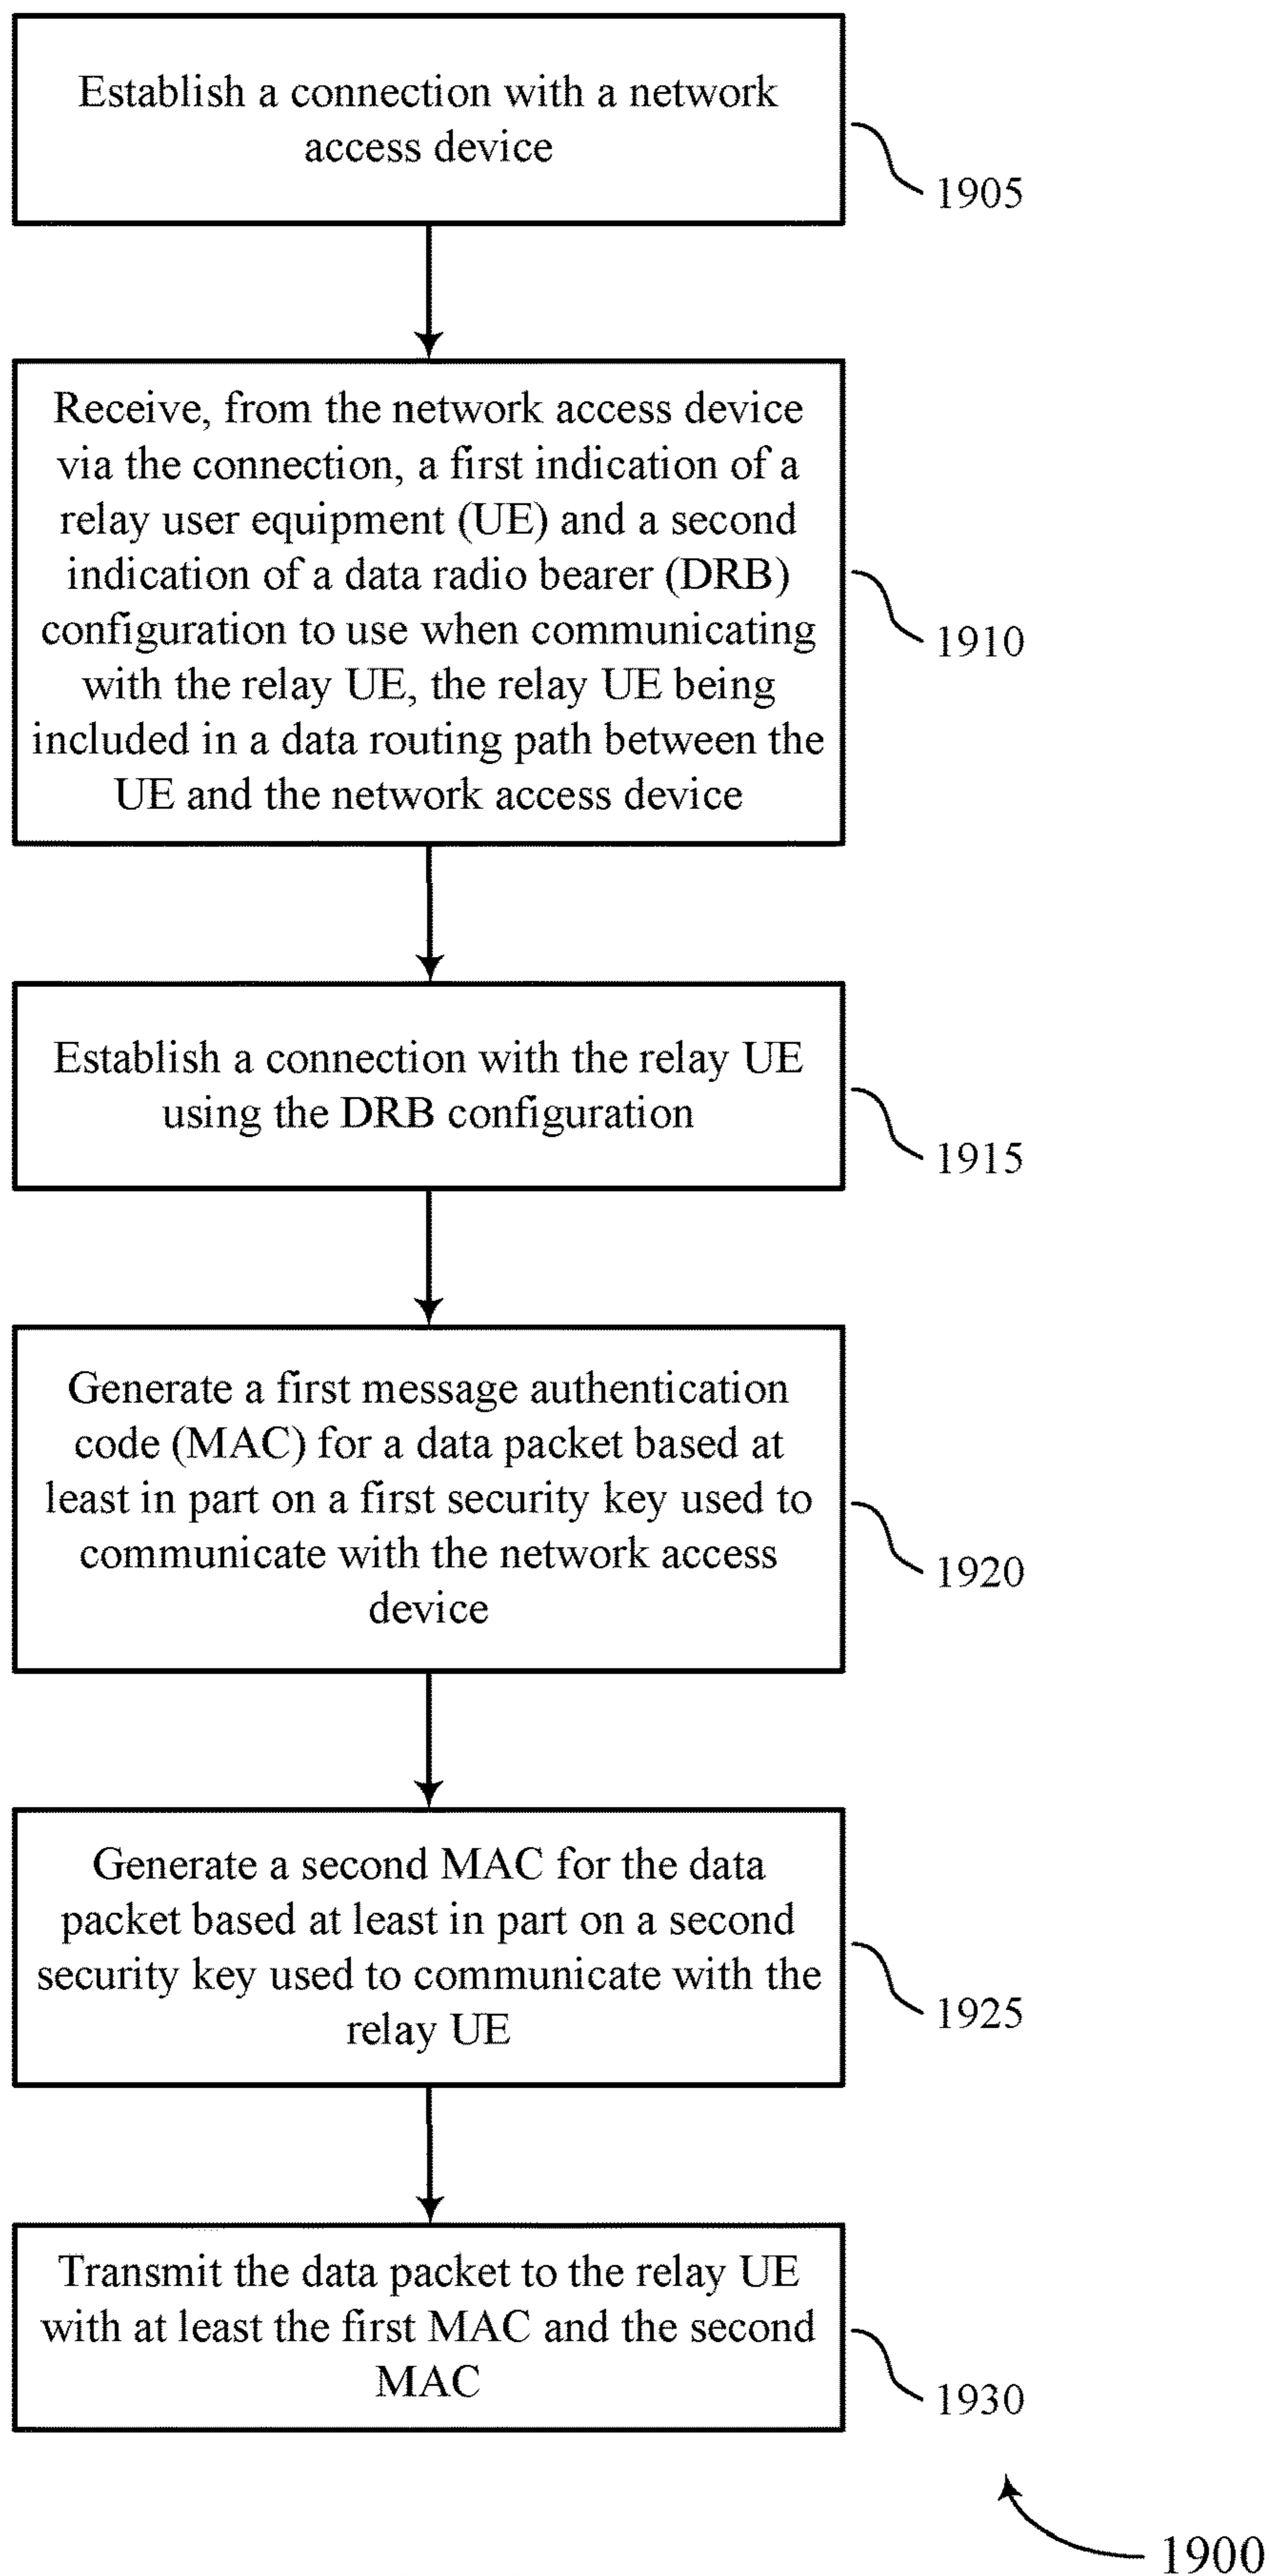 Establish a connection with a network
access device
1905
Receive, from the network access device
via the connection, a first indication of a
relay user equipment (UE) and a second
indication of a data radio bearer (DRB)
configuration to use when communicating
with the relay UE, the relay UE being
included in a data routing path between the
UE and the network access device
1910
Establish a connection with the relay UE
using the DRB configuration
1915
Generate a first message authentication
code (MAC) for a data packet based at
least in part on a first security key used to
communicate with the network access
device
1920
Generate a second MAC for the data
packet based at least in part on a second
security key used to communicate with the
relay UE
1925
Transmit the data packet to the relay UE
with at least the first MAC and the second
MAC
1930
1900